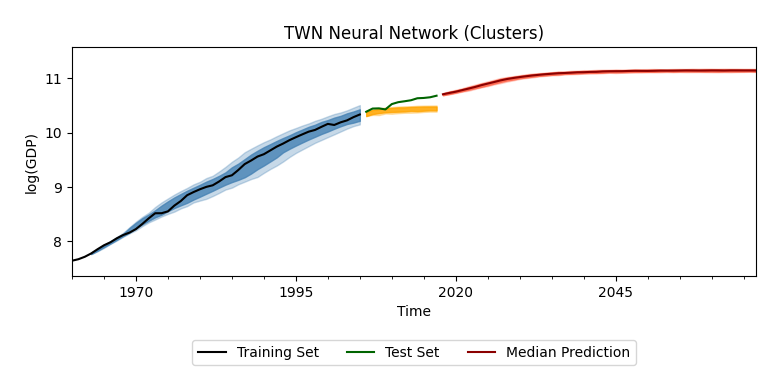 TWN Neural Network (Clusters)
log(GDP)
11
10
9
8
1970
1995
2020
2045
Time
Training Set
Test Set
Median Prediction